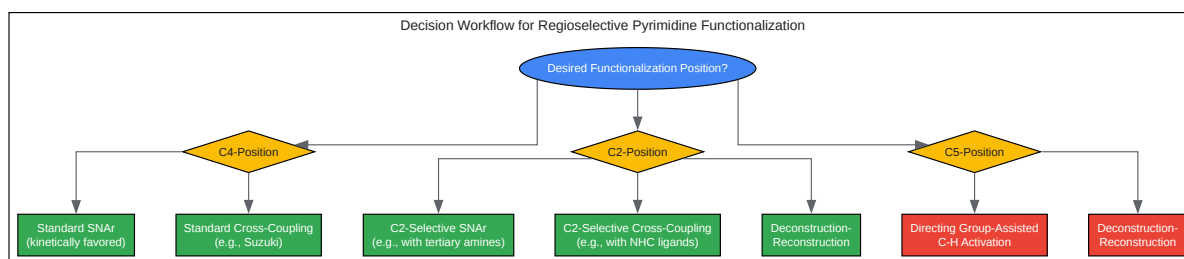 Decision Workflow for Regioselective Pyrimidine Functionalization
Desired Functionalization Position?
C4-Position
C2-Position
C5-Position
Standard SNAr
(kinetically favored)
Standard Cross-Coupling
(e.g., Suzuki)
C2-Selective SNAr
(e.g., with tertiary amines)
C2-Selective Cross-Coupling
(e.g., with NHC ligands)
Deconstruction-
Reconstruction
Directing Group-Assisted
C-H Activation
Deconstruction-
Reconstruction